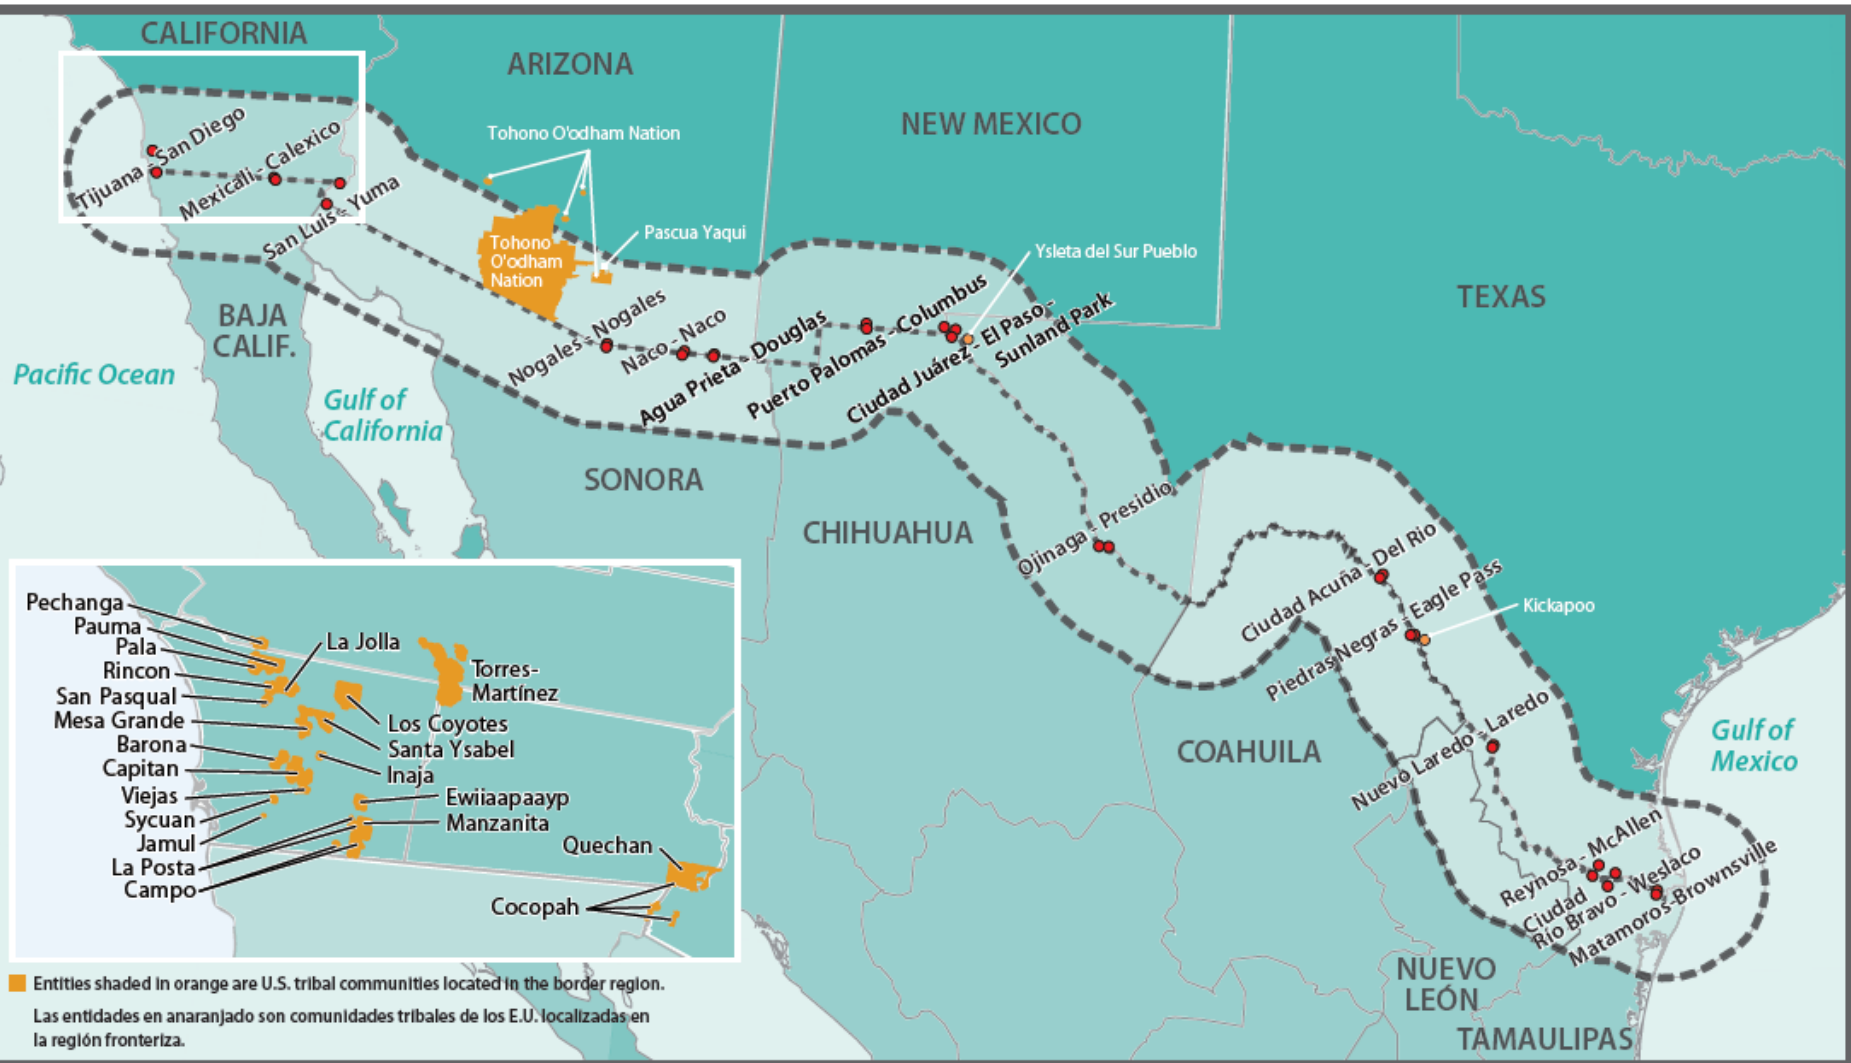 CALIFORNIA
ARIZONA
NEW MEXICO
TEXAS
Tohono O'odham Nation
Pascua Yaqui
Ysleta del Sur Pueblo
Tijuana - San Diego
Mexicali - Calexico
San Luis - Yuma
Tohono
O'odham
Nation
Nogales - Nogales
Naco - Naco
Agua Prieta - Douglas
Puerto Palomas - Columbus
Ciudad Juárez - El Paso -
Sunland Park
BAJA
CALIF.
Pacific Ocean
Gulf of
California
SONORA
CHIHUAHUA
Ojinaga - Presidio
Ciudad Acuña - Del Rio
Piedras Negras - Eagle Pass
Kickapoo
COAHUILA
Nuevo Laredo - Laredo
Gulf of
Mexico
Reynosa - McAllen
Ciudad
Río Bravo - Weslaco
Matamoros-Brownsville
NUEVO
LEÓN
TAMAULIPAS
Pechanga
Pauma
Pala
Rincon
San Pasqual
Mesa Grande
Barona
Capitan
Viejas
Sycuan
Jamul
La Posta
Campo
La Jolla
Torres-
Martínez
Los Coyotes
Santa Ysabel
Inaja
Ewiiaapaayp
Manzanita
Quechan
Cocopah
Entities shaded in orange are U.S. tribal communities located in the border region.
Las entidades en anaranjado son comunidades tribales de los E.U. localizadas en
la región fronteriza.